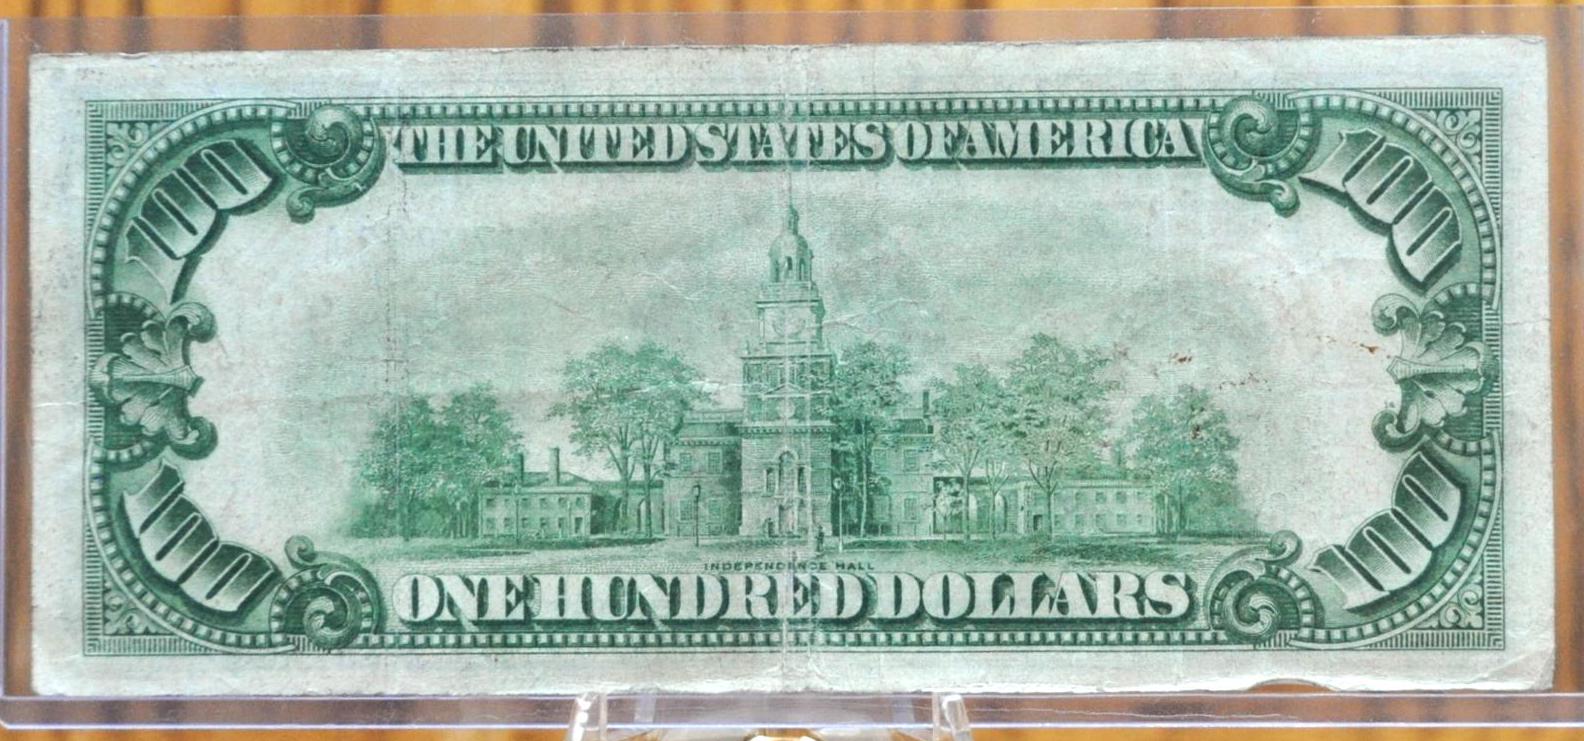 THE UNITED STATES OF AMERICA
100
100
INDEPENDENCE HALL
100
100
ONE HUNDRED DOLLARS